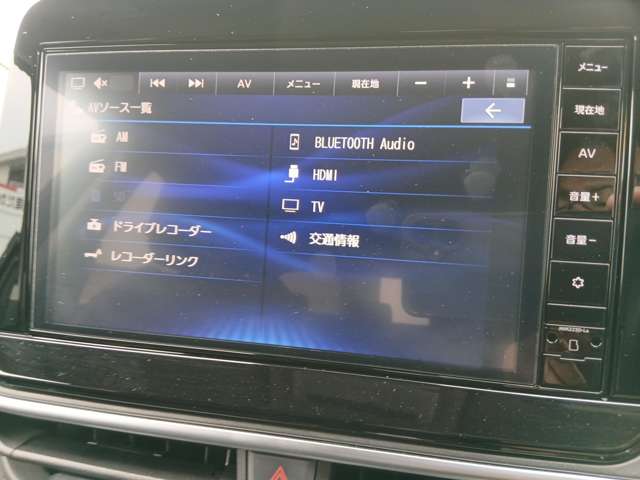 AV メニュー 現在地 − +
AVソース一覧
AM
FM
SD
ドライブレコーダー
レコーダーリンク
BLUETOOTH Audio
HDMI
TV
交通情報
メニュー
現在地
AV
音量+
音量−